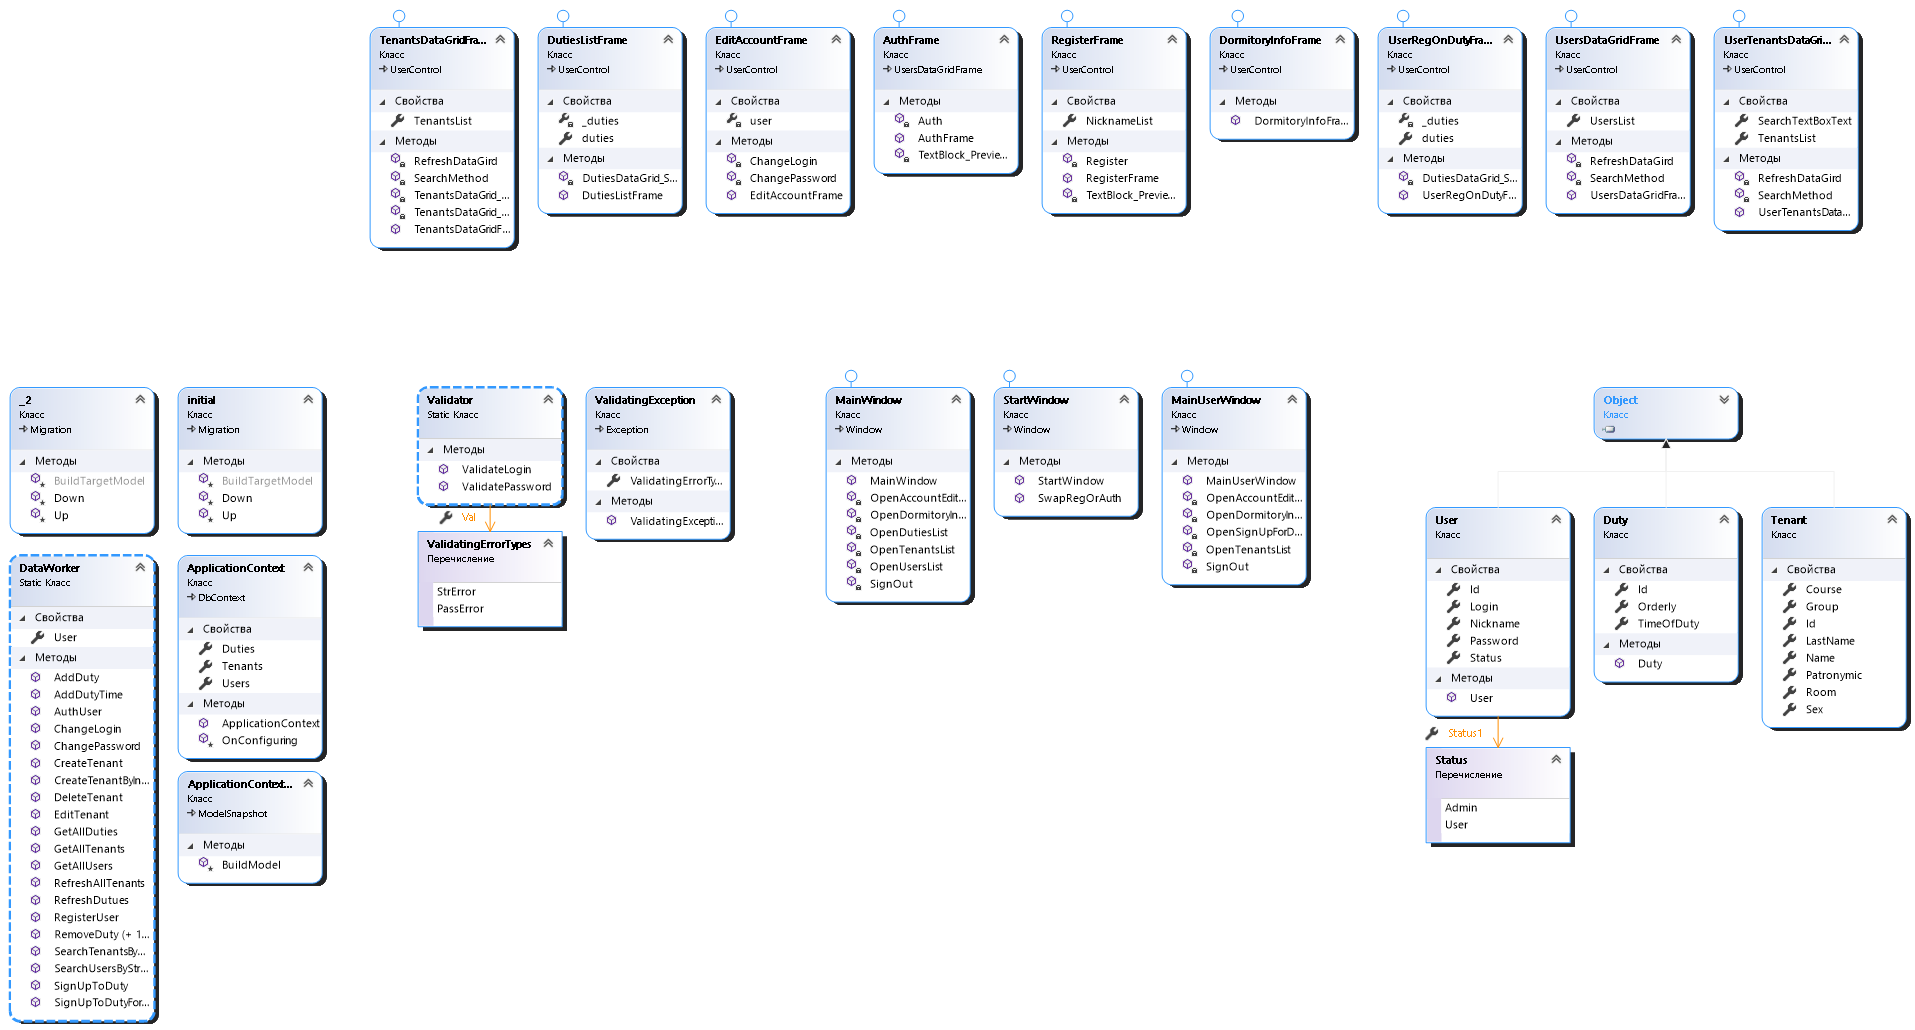 TenantsDataGridFra...
Класс
UserControl
Свойства
TenantsList
Методы
RefreshDataGird
SearchMethod
TenantsDataGrid_...
TenantsDataGrid_...
TenantsDataGridF...
DutiesListFrame
Класс
UserControl
Свойства
_duties
duties
Методы
DutiesDataGrid_S...
DutiesListFrame
EditAccountFrame
Класс
UserControl
Свойства
user
Методы
ChangeLogin
ChangePassword
EditAccountFrame
AuthFrame
Класс
UsersDataGridFrame
Методы
Auth
AuthFrame
TextBlock_Previe...
RegisterFrame
Класс
UserControl
Свойства
NicknameList
Методы
Register
RegisterFrame
TextBlock_Previe...
DormitoryInfoFrame
Класс
UserControl
Методы
DormitoryInfoFra...
UserRegOnDutyFra...
Класс
UserControl
Свойства
_duties
duties
Методы
DutiesDataGrid_S...
UserRegOnDutyF...
UsersDataGridFrame
Класс
UserControl
Свойства
UsersList
Методы
RefreshDataGird
SearchMethod
UsersDataGridFra...
UserTenantsDataGri...
Класс
UserControl
Свойства
SearchTextBoxText
TenantsList
Методы
RefreshDataGird
SearchMethod
UserTenantsData...
_2
Класс
Migration
Методы
BuildTargetModel
Down
Up
initial
Класс
Migration
Методы
BuildTargetModel
Down
Up
Validator
Static Класс
Методы
ValidateLogin
ValidatePassword
Val
ValidatingErrorTypes
Перечисление
StrError
PassError
ValidatingException
Класс
Exception
Свойства
ValidatingErrorTy...
Методы
ValidatingExcepti...
MainWindow
Класс
Window
Методы
MainWindow
OpenAccountEdit...
OpenDormitoryIn...
OpenDutiesList
OpenTenantsList
OpenUsersList
SignOut
StartWindow
Класс
Window
Методы
StartWindow
SwapRegOrAuth
MainUserWindow
Класс
Window
Методы
MainUserWindow
OpenAccountEdit...
OpenDormitoryIn...
OpenSignUpForD...
OpenTenantsList
SignOut
Object
Класс
User
Класс
Свойства
Id
Login
Nickname
Password
Status
Методы
User
Status1
Status
Перечисление
Admin
User
Duty
Класс
Свойства
Id
Orderly
TimeOfDuty
Методы
Duty
Tenant
Класс
Свойства
Course
Group
Id
LastName
Name
Patronymic
Room
Sex
DataWorker
Static Класс
Свойства
User
Методы
AddDuty
AddDutyTime
AuthUser
ChangeLogin
ChangePassword
CreateTenant
CreateTenantByIn...
DeleteTenant
EditTenant
GetAllDuties
GetAllTenants
GetAllUsers
RefreshAllTenants
RefreshDutues
RegisterUser
RemoveDuty (+ 1...
SearchTenantsBy...
SearchUsersByStr...
SignUpToDuty
SignUpToDutyFor...
ApplicationContext
Класс
DbContext
Свойства
Duties
Tenants
Users
Методы
ApplicationContext
OnConfiguring
ApplicationContext...
Класс
ModelSnapshot
Методы
BuildModel